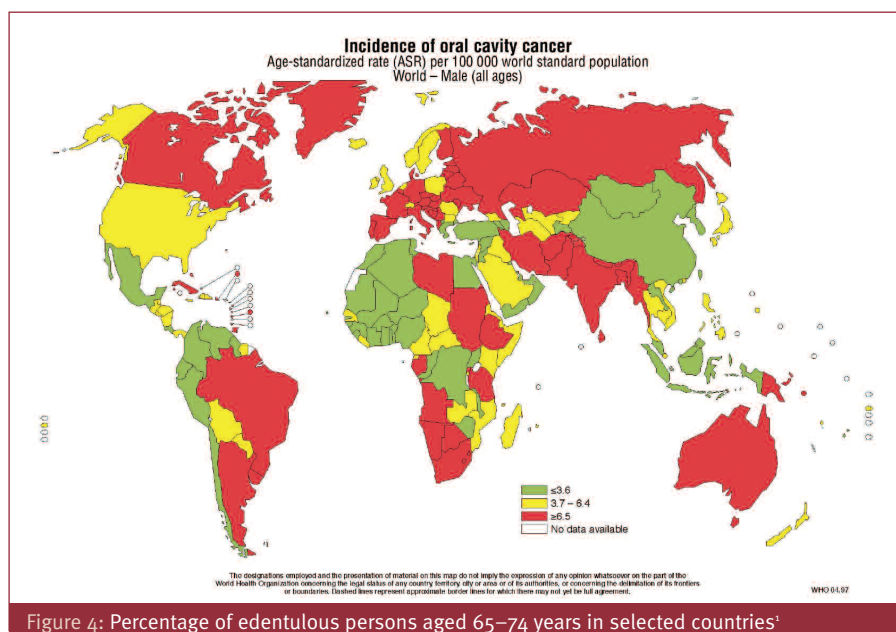 Incidence of oral cavity cancer
Age-standardized rate (ASR) per 100 000 world standard population
World – Male (all ages)
≤3.6
3.7 – 6.4
≥6.5
No data available
The designations employed and the presentation of material on this map do not imply the expression of any opinion whatsoever on the part of the
World Health Organization concerning the legal status of any country territory city or area or of its authorities, or concerning the delimitation of its frontiers
or boundaries. Dashed lines represent approximate border lines for which there may not yet be full agreement.
WHO 04.97
Figure 4: Percentage of edentulous persons aged 65–74 years in selected countries¹